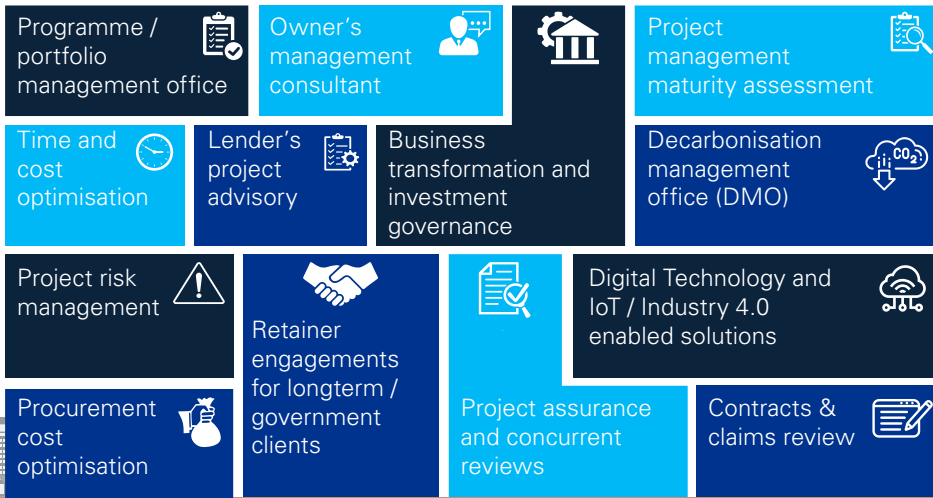 Programme /
portfolio
management office
Owner's
management
consultant
Project
management
maturity assessment
Time and
cost
optimisation
Lender's
project
advisory
Business
transformation and
investment
governance
Decarbonisation
management
office (DMO)
CO₂
Project risk
management
Retainer
engagements
for longterm /
government
clients
Project assurance
and concurrent
reviews
Digital Technology and
IoT / Industry 4.0
enabled solutions
Procurement
cost
optimisation
Contracts &
claims review